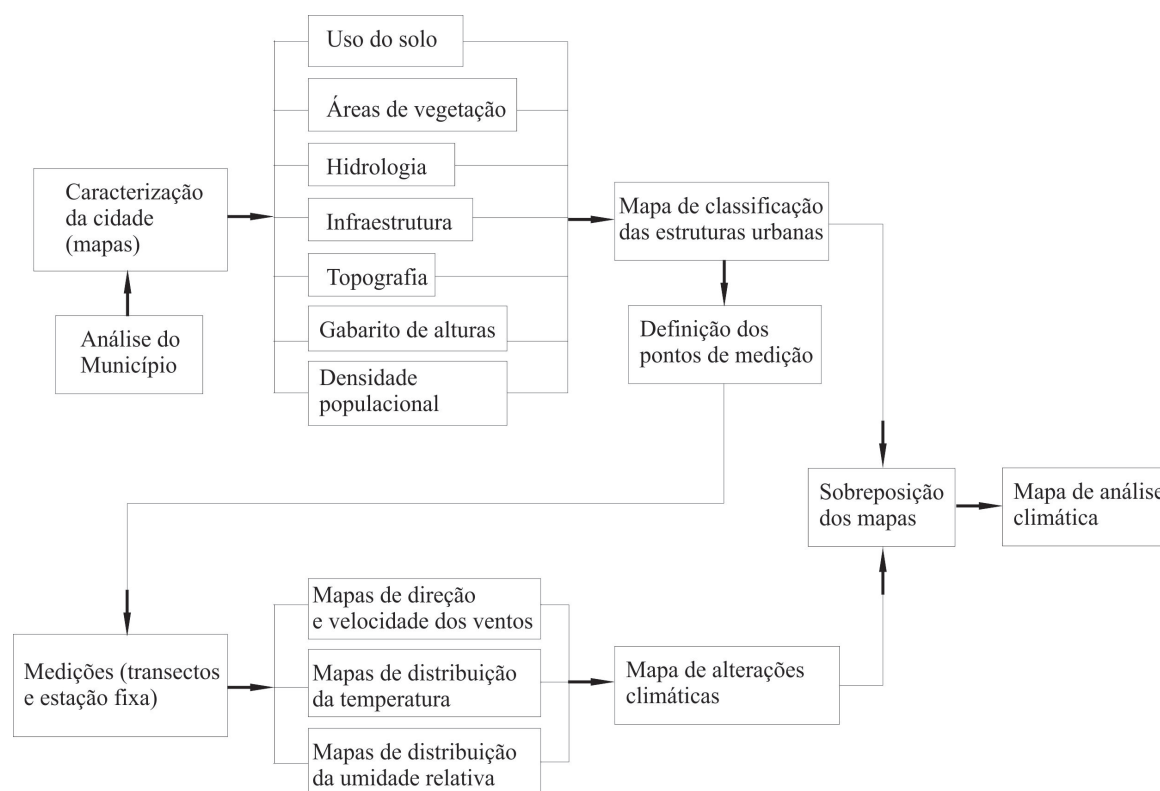 Uso do solo
Áreas de vegetação
Hidrologia
Infraestrutura
Topografia
Gabarito de alturas
Densidade
populacional
Caracterização
da cidade
(mapas)
Análise do
Município
Mapa de classificação
das estruturas urbanas
Definição dos
pontos de medição
Sobreposição
dos mapas
Mapa de análise
climática
Medições (transectos
e estação fixa)
Mapas de direção
e velocidade dos ventos
Mapas de distribuição
da temperatura
Mapas de distribuição
da umidade relativa
Mapa de alterações
climáticas